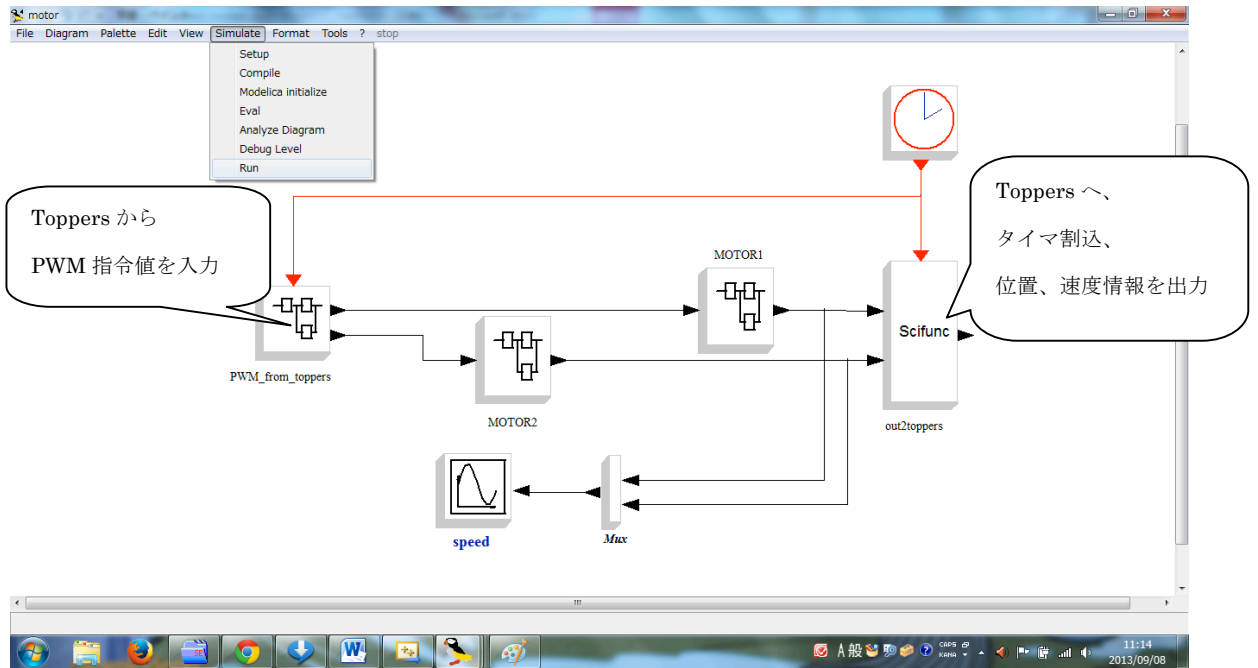 motor
File Diagram Palette Edit View Simulate Format Tools ? stop
Setup
Compile
Modelica initialize
Eval
Analyze Diagram
Debug Level
Run
Toppers から
PWM 指令値を入力
Toppers へ、
タイマ割込、
位置、速度情報を出力
MOTOR1
Scifunc
PWM_from_toppers
MOTOR2
out2toppers
speed
Mux
A 般
CAPS
KANA
11:14
2013/09/08